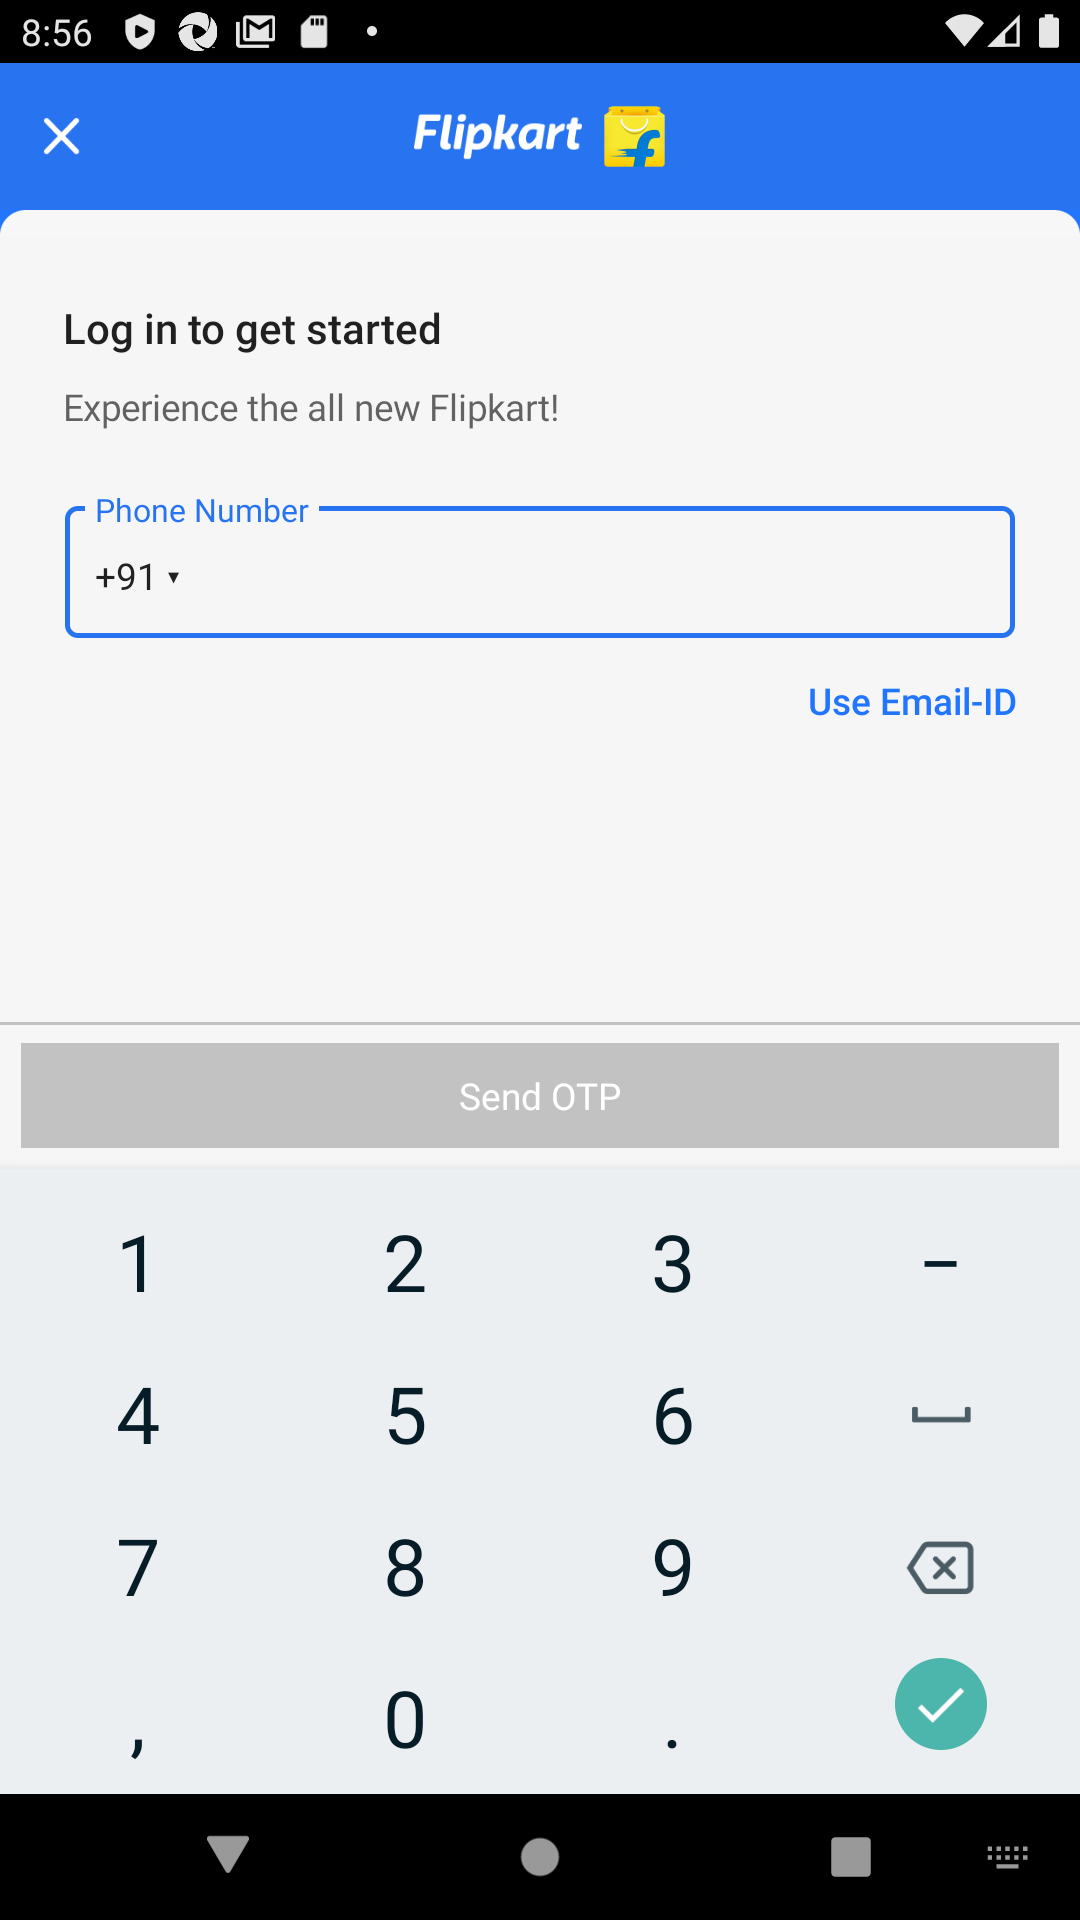 8:56
Flipkart
Log in to get started
Experience the all new Flipkart!
Phone Number
+91 ▾
Use Email-ID
Send OTP
1 2 3 –
4 5 6
7 8 9
, 0 .